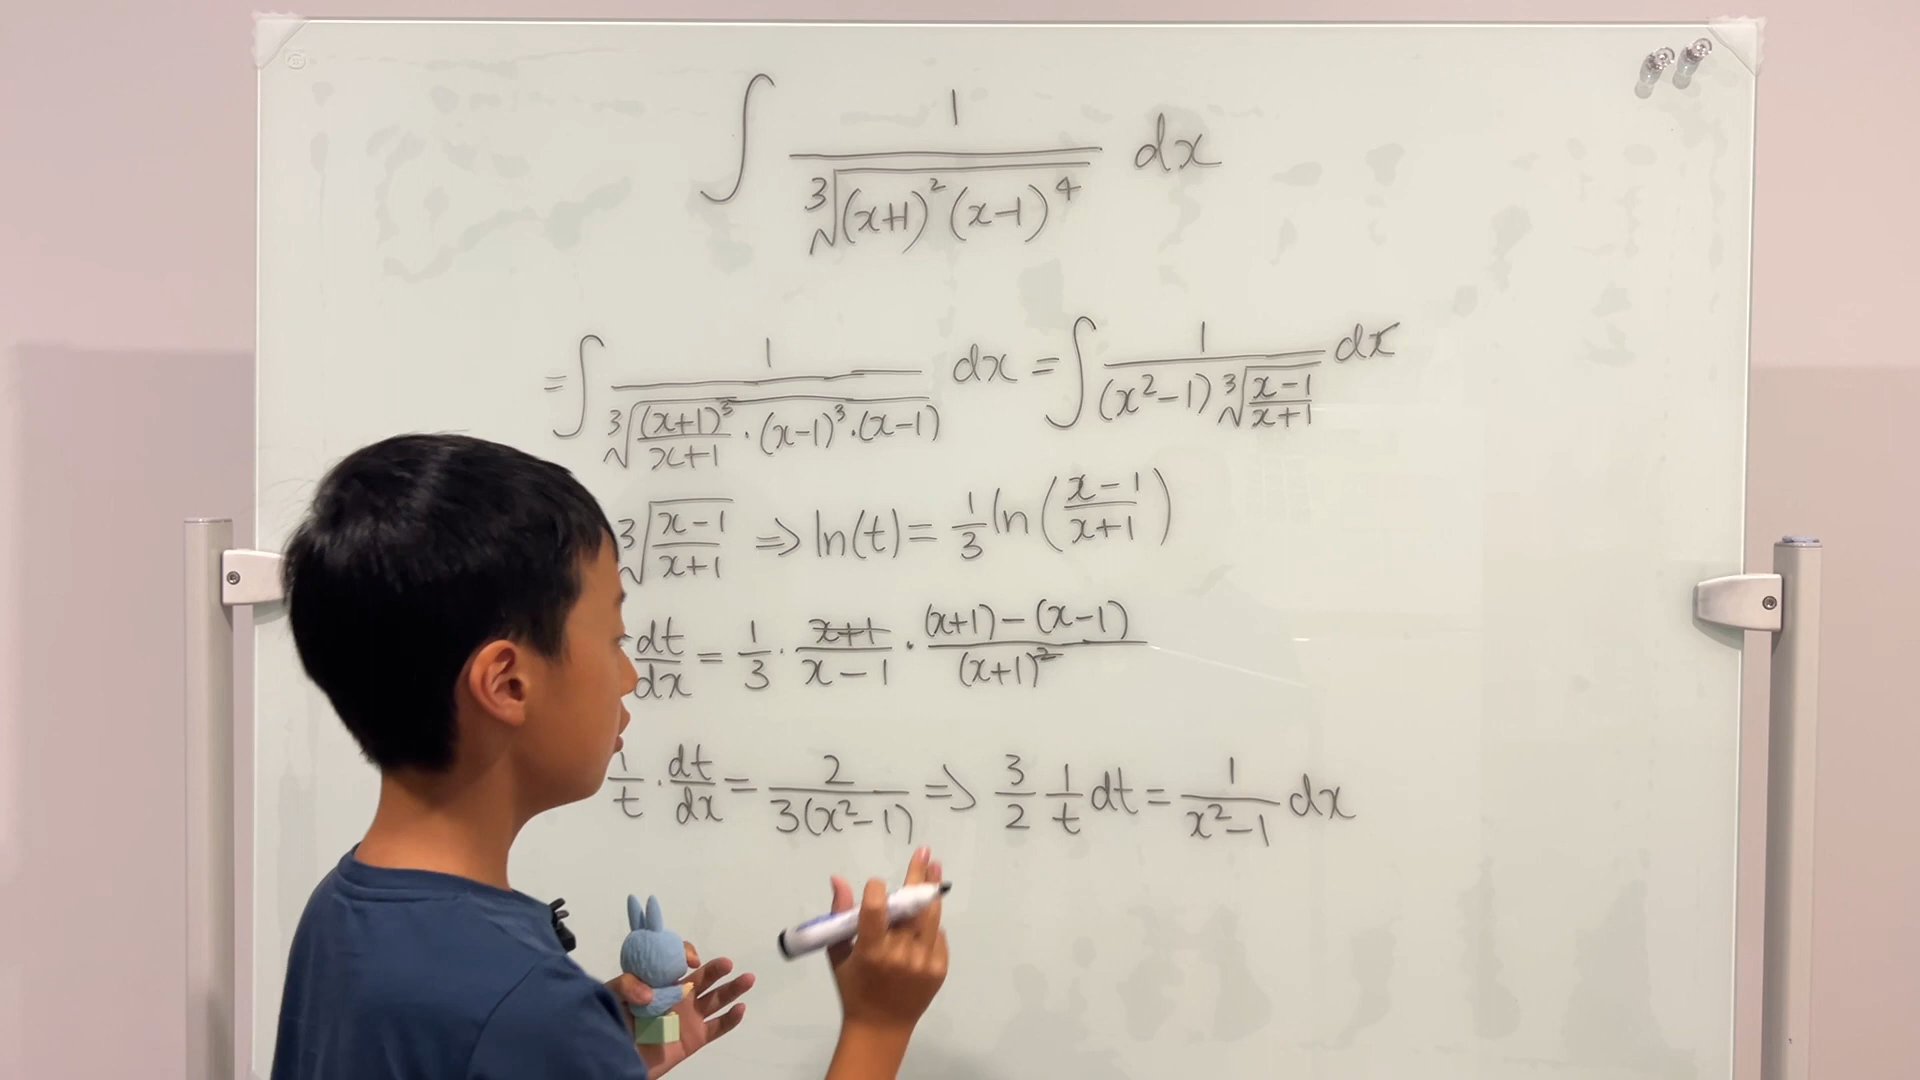 ∫ 1/∛((x+1)²(x-1)⁴) dx
= ∫ 1/∛((x+1)³/(x+1) · (x-1)³ · (x-1)) dx = ∫ 1/((x²-1) ∛((x-1)/(x+1))) dx
∛((x-1)/(x+1)) ⇒ ln(t) = 1/3 ln((x-1)/(x+1))
dt/dx = 1/3 · (x+1)/(x-1) · ((x+1)-(x-1))/(x+1)²
1/t · dt/dx = 2/(3(x²-1)) ⇒ 3/2 1/t dt = 1/(x²-1) dx